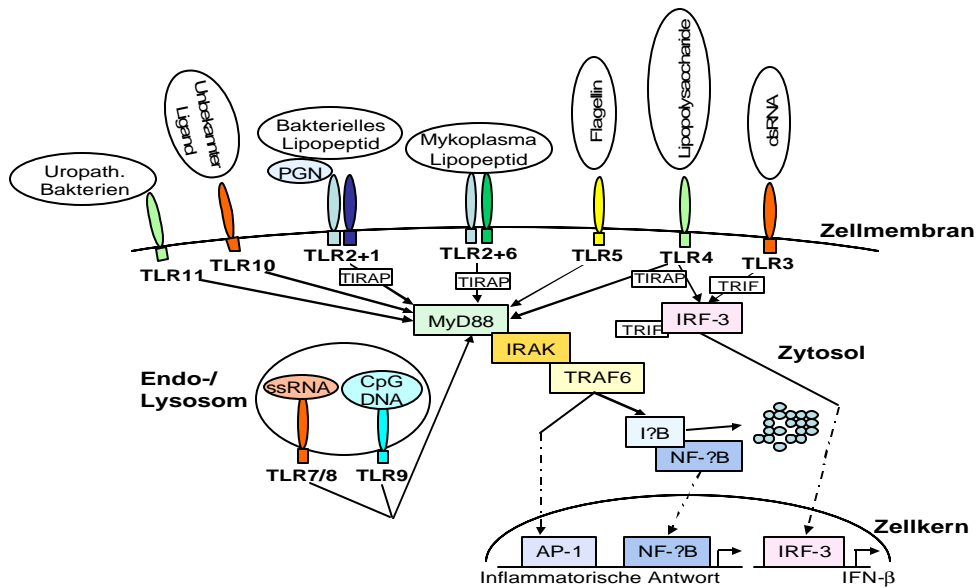 Unbekannter
Ligand
Flagellin
Lipopolysaccharide
dsRNA
Bakterielles
Lipopeptid
Mykoplasma
Lipopeptid
PGN
Uropath.
Bakterien
Zellmembran
TLR11
TLR10
TLR2+1
TLR2+6
TLR5
TLR4
TLR3
TIRAP
TIRAP
TIRAP
TRIF
MyD88
TRIF
IRF-3
IRAK
Zytosol
TRAF6
Endo-/
Lysosom
ssRNA
CpG
DNA
I?B
NF-?B
TLR7/8
TLR9
Zellkern
AP-1
NF-?B
IRF-3
Inflammatorische Antwort
IFN-β